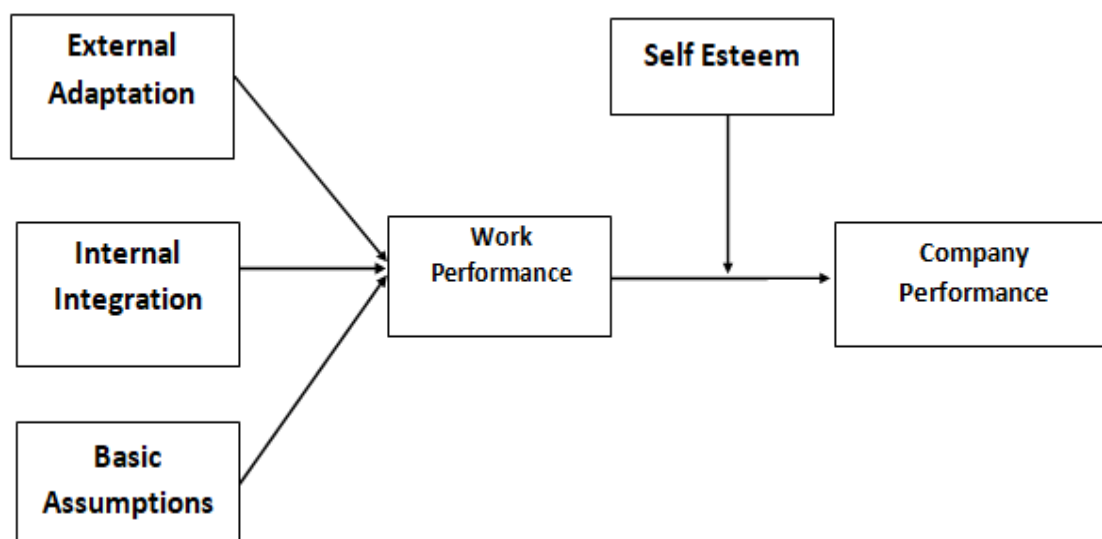 External
Adaptation
Self Esteem
Internal
Integration
Work
Performance
Company
Performance
Basic
Assumptions